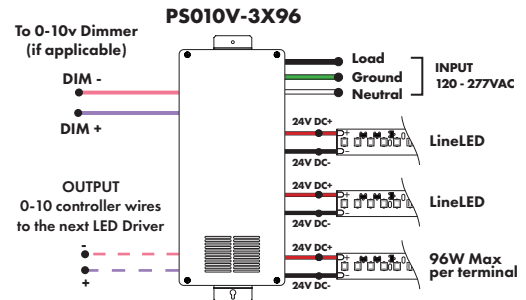 PS010V-3X96
To 0-10v Dimmer
(if applicable)
DIM -
DIM +
OUTPUT
0-10 controller wires
to the next LED Driver
-
+
Load
Ground
Neutral
INPUT
120 - 277VAC
24V DC+
24V DC-
+
-
LineLED
24V DC+
24V DC-
+
-
LineLED
24V DC+
24V DC-
+
-
96W Max
per terminal